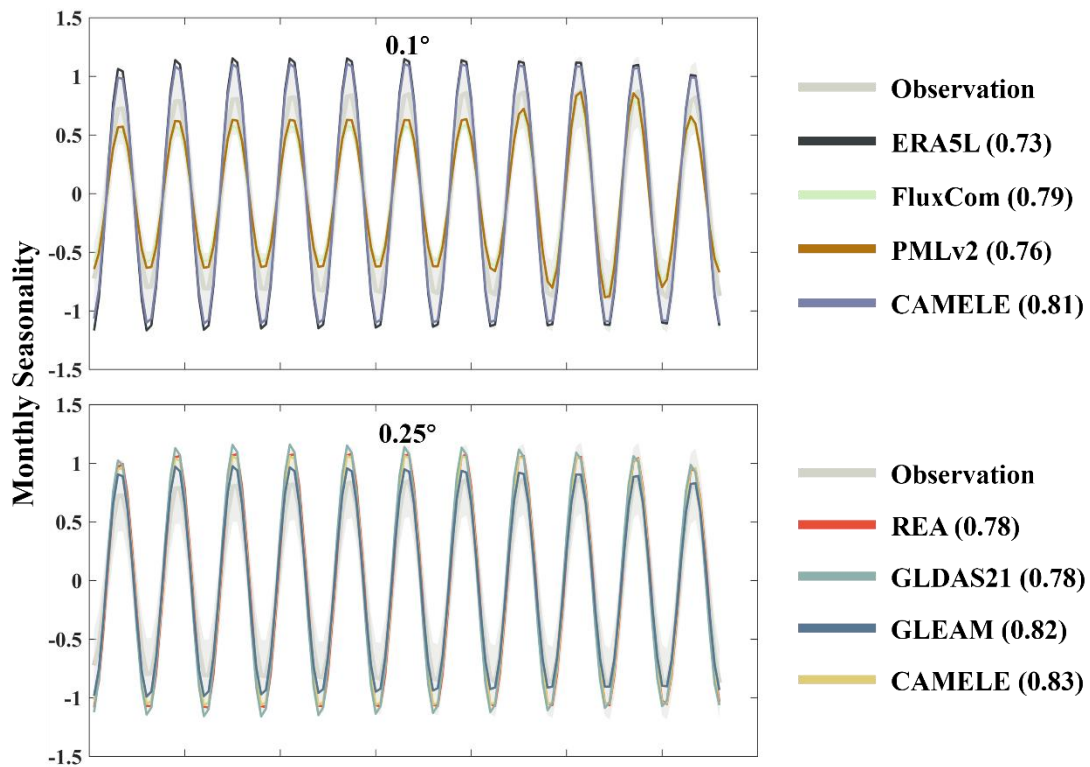 Monthly Seasonality
0.1°
1.5
1
0.5
0
-0.5
-1
-1.5
Observation
ERA5L (0.73)
FluxCom (0.79)
PMLv2 (0.76)
CAMELE (0.81)
0.25°
1.5
1
0.5
0
-0.5
-1
-1.5
Observation
REA (0.78)
GLDAS21 (0.78)
GLEAM (0.82)
CAMELE (0.83)